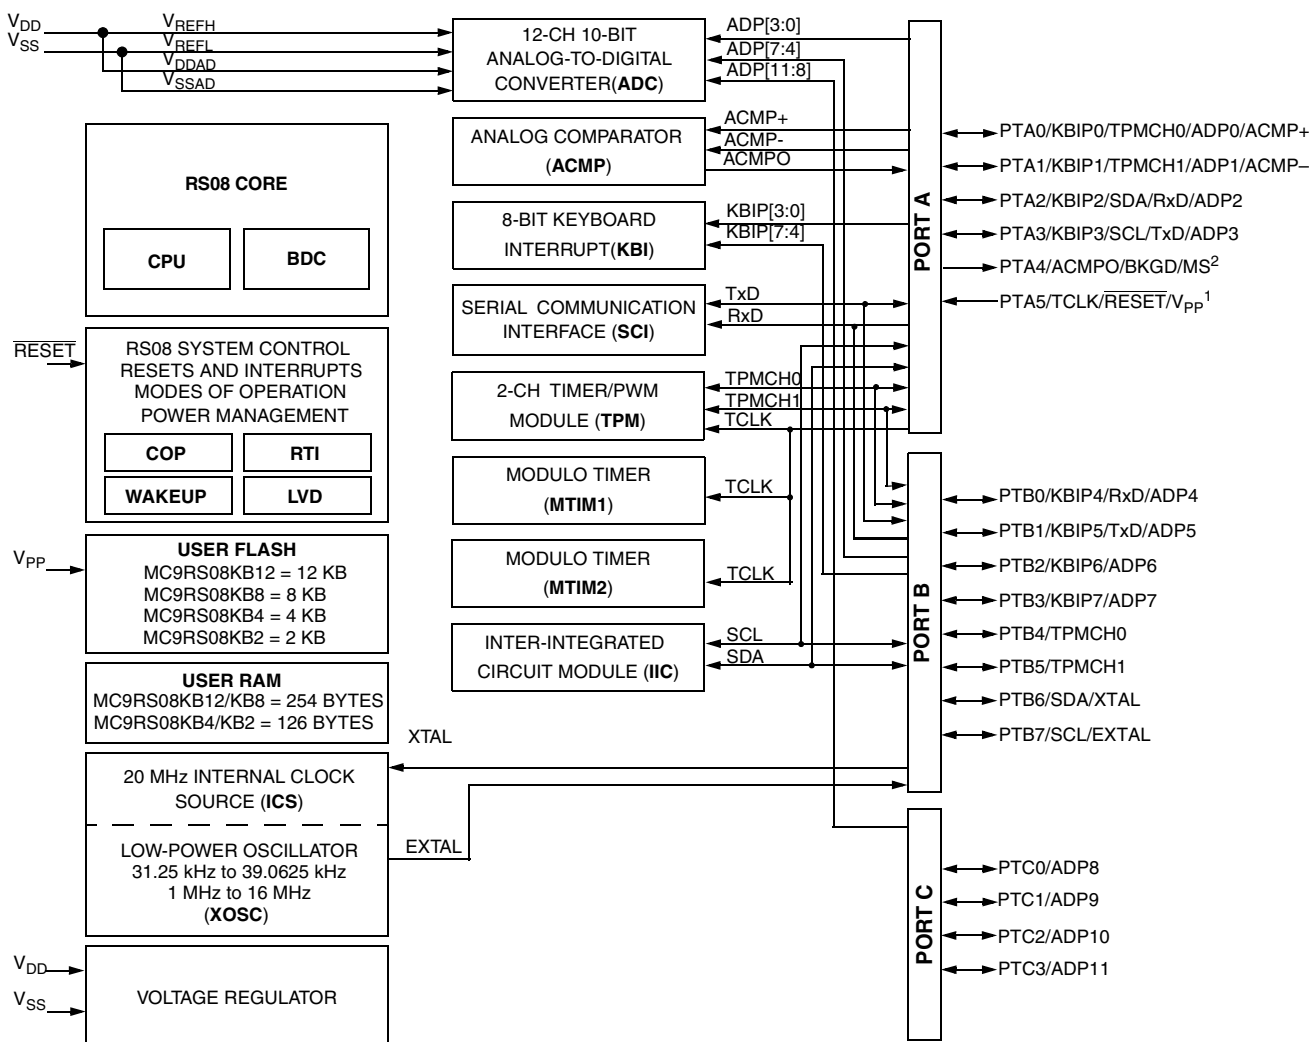 V_DD
V_SS
V_REFH
V_REFL
V_DDAD
V_SSAD
12-CH 10-BIT
ANALOG-TO-DIGITAL
CONVERTER(ADC)
ADP[3:0]
ADP[7:4]
ADP[11:8]
RS08 CORE
CPU
BDC
ANALOG COMPARATOR
(ACMP)
ACMP+
ACMP-
ACMPO
8-BIT KEYBOARD
INTERRUPT(KBI)
KBIP[3:0]
KBIP[7:4]
SERIAL COMMUNICATION
INTERFACE (SCI)
TxD
RxD
RESET
RS08 SYSTEM CONTROL
RESETS AND INTERRUPTS
MODES OF OPERATION
POWER MANAGEMENT
COP
RTI
WAKEUP
LVD
2-CH TIMER/PWM
MODULE (TPM)
TPMCH0
TPMCH1
TCLK
MODULO TIMER
(MTIM1)
TCLK
MODULO TIMER
(MTIM2)
TCLK
V_PP
USER FLASH
MC9RS08KB12 = 12 KB
MC9RS08KB8 = 8 KB
MC9RS08KB4 = 4 KB
MC9RS08KB2 = 2 KB
INTER-INTEGRATED
CIRCUIT MODULE (IIC)
SCL
SDA
USER RAM
MC9RS08KB12/KB8 = 254 BYTES
MC9RS08KB4/KB2 = 126 BYTES
XTAL
20 MHz INTERNAL CLOCK
SOURCE (ICS)
LOW-POWER OSCILLATOR
31.25 kHz to 39.0625 kHz
1 MHz to 16 MHz
(XOSC)
EXTAL
V_DD
V_SS
VOLTAGE REGULATOR
PORT A
PTA0/KBIP0/TPMCH0/ADP0/ACMP+
PTA1/KBIP1/TPMCH1/ADP1/ACMP–
PTA2/KBIP2/SDA/RxD/ADP2
PTA3/KBIP3/SCL/TxD/ADP3
PTA4/ACMPO/BKGD/MS²
PTA5/TCLK/RESET/V_PP¹
PORT B
PTB0/KBIP4/RxD/ADP4
PTB1/KBIP5/TxD/ADP5
PTB2/KBIP6/ADP6
PTB3/KBIP7/ADP7
PTB4/TPMCH0
PTB5/TPMCH1
PTB6/SDA/XTAL
PTB7/SCL/EXTAL
PORT C
PTC0/ADP8
PTC1/ADP9
PTC2/ADP10
PTC3/ADP11